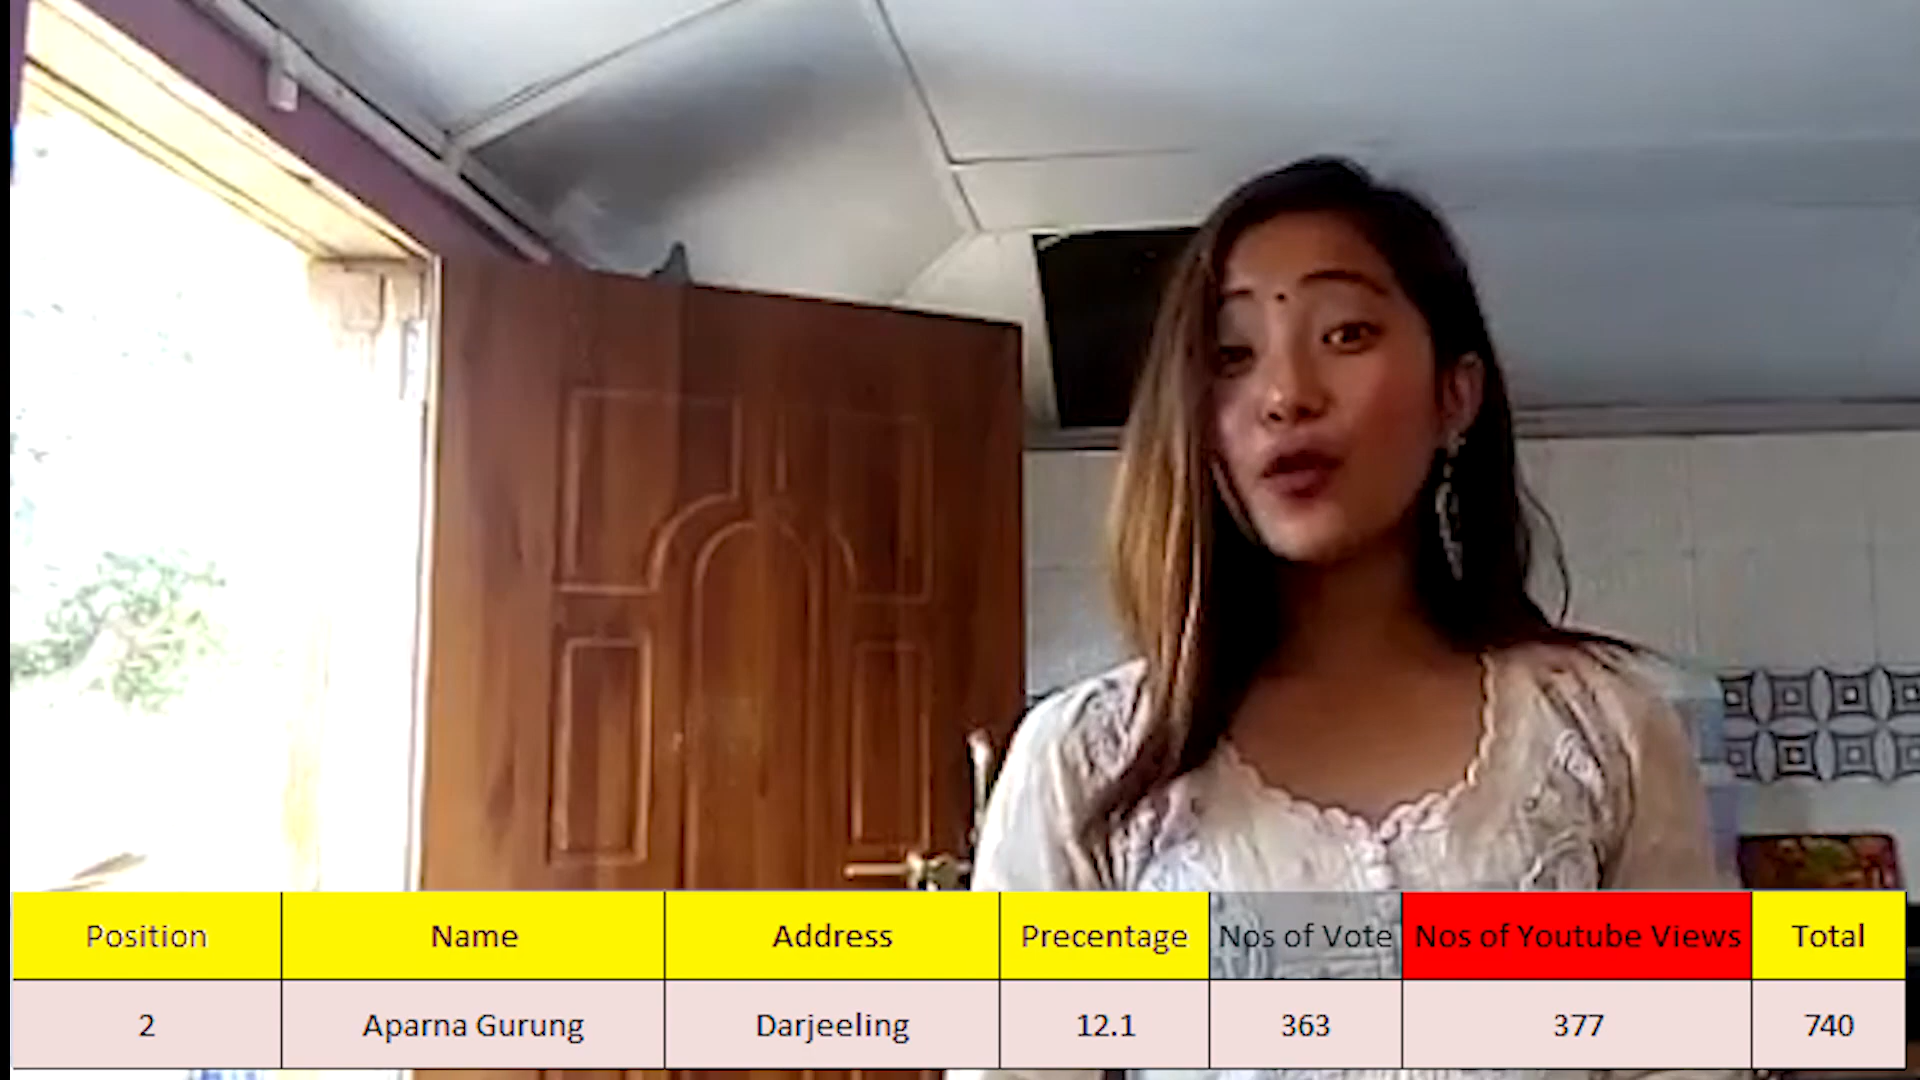 Position Name Address Precentage Nos of Vote Nos of Youtube Views Total
2 Aparna Gurung Darjeeling 12.1 363 377 740